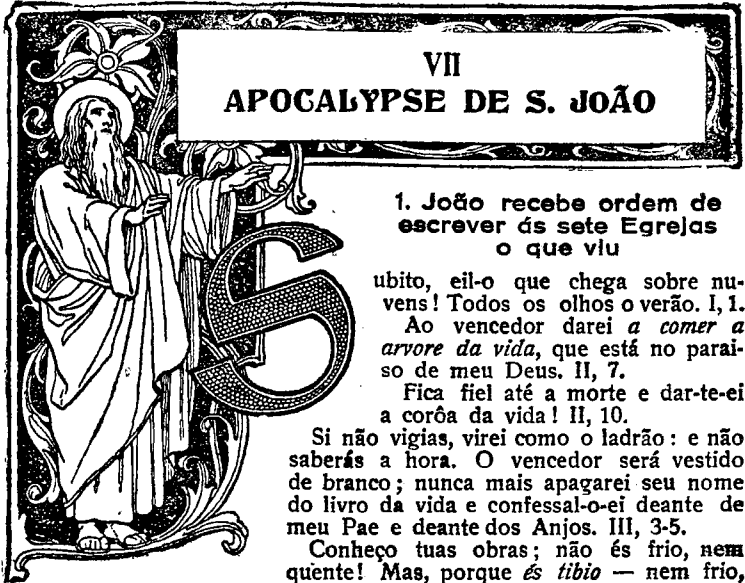 VII
APOCALYPSE DE S. JOÃO
1. João recebe ordem de
escrever ás sete Egrejas
o que viu
Subito, eil-o que chega sobre nu-
vens! Todos os olhos o verão. I, 1.
Ao vencedor darei a comer a
arvore da vida, que está no parai-
so de meu Deus. II, 7.
Fica fiel até a morte e dar-te-ei
a corôa da vida! II, 10.
Si não vigias, virei como o ladrão: e não
saberás a hora. O vencedor será vestido
de branco; nunca mais apagarei seu nome
do livro da vida e confessal-o-ei deante de
meu Pae e deante dos Anjos. III, 3-5.
Conheço tuas obras; não és frio, nem
quente! Mas, porque és tibio — nem frio,